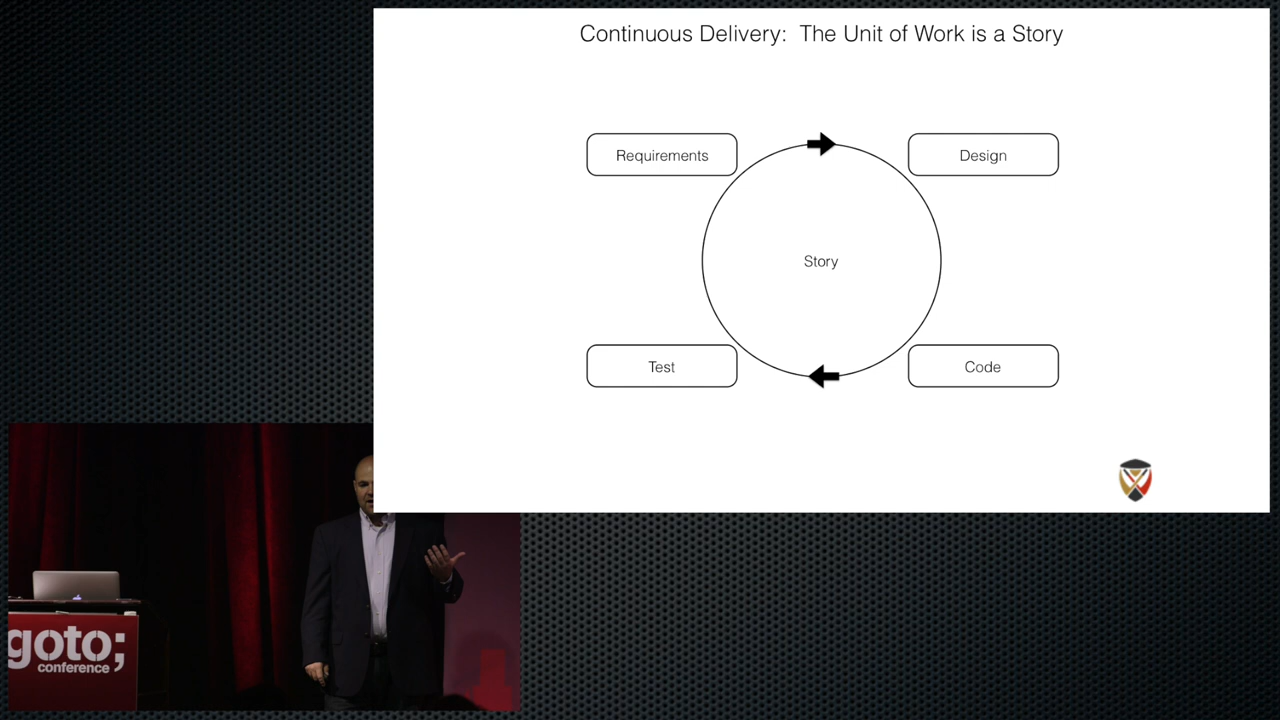 Continuous Delivery:  The Unit of Work is a Story
Requirements
Design
Story
Test
Code
goto;
conference